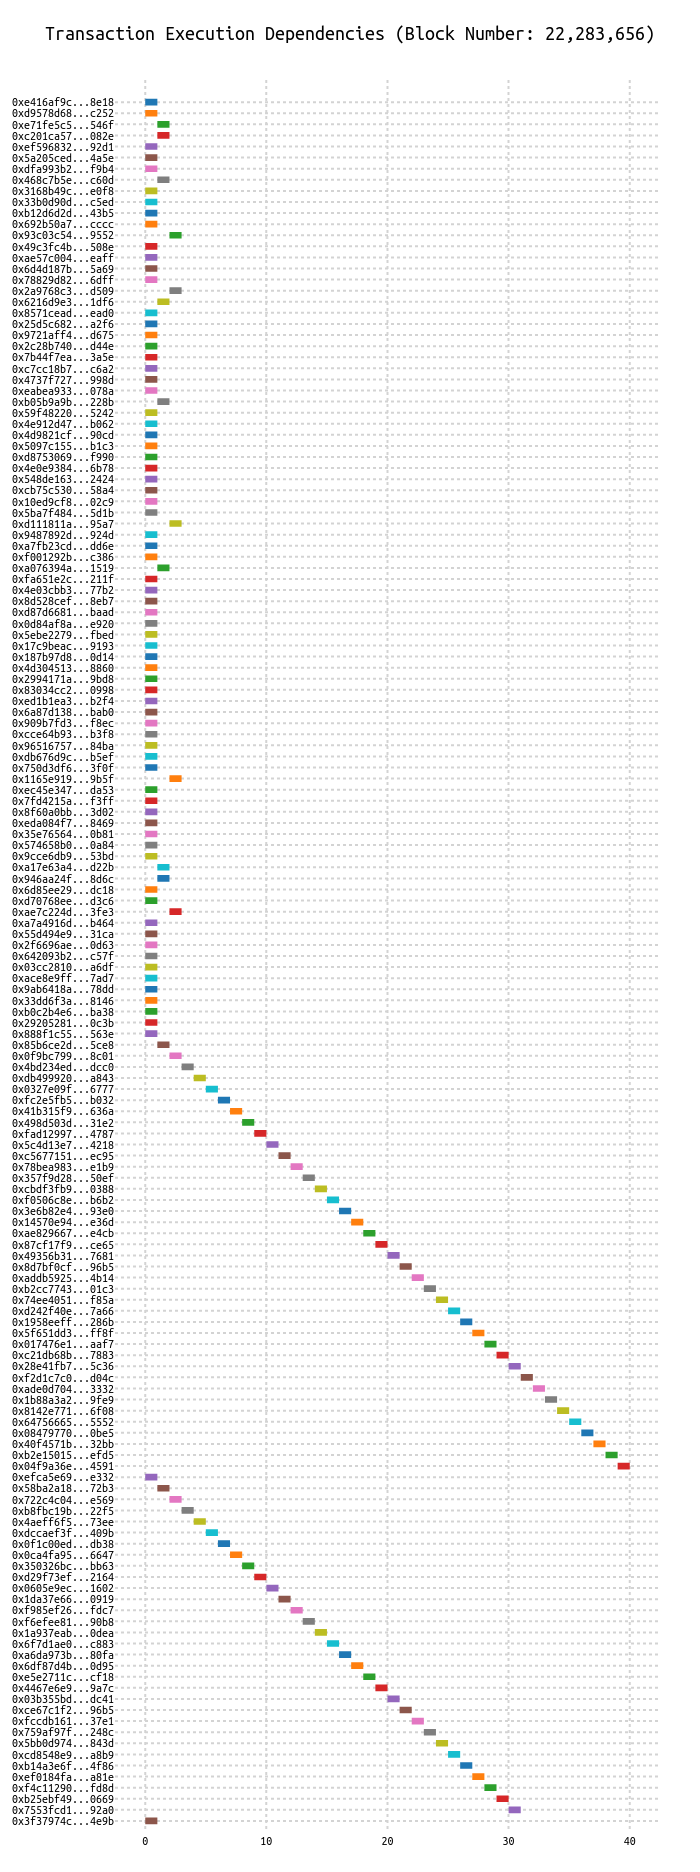 Transaction Execution Dependencies (Block Number: 22,283,656)
0xe416af9c...8e18
0xd9578d68...c252
0xe71fe5c5...546f
0xc201ca57...082e
0xef596832...92d1
0x5a205ced...4a5e
0xdfa993b2...f9b4
0x468c7b5e...c60d
0x3168b49c...e0f8
0x33b0d90d...c5ed
0xb12d6d2d...43b5
0x692b50a7...cccc
0x93c03c54...9552
0x49c3fc4b...508e
0xae57c004...eaff
0x6d4d187b...5a69
0x78829d82...6dff
0x2a9768c3...d509
0x6216d9e3...1df6
0x8571cead...ead0
0x25d5c682...a2f6
0x9721aff4...d675
0x2c28b740...d44e
0x7b44f7ea...3a5e
0xc7cc18b7...c6a2
0x4737f727...998d
0xeabea933...078a
0xb05b9a9b...228b
0x59f48220...5242
0x4e912d47...b062
0x4d9821cf...90cd
0x5097c155...b1c3
0xd8753069...f990
0x4e0e9384...6b78
0x548de163...2424
0xcb75c530...58a4
0x10ed9cf8...02c9
0x5ba7f484...5d1b
0xd111811a...95a7
0x9487892d...924d
0xa7fb23cd...dd6e
0xf001292b...c386
0xa076394a...1519
0xfa651e2c...211f
0x4e03cbb3...77b2
0x8d528cef...8eb7
0xd87d6681...baad
0x0d84af8a...e920
0x5ebe2279...fbed
0x17c9beac...9193
0x187b97d8...0d14
0x4d304513...8860
0x2994171a...9bd8
0x83034cc2...0998
0xed1b1ea3...b2f4
0x6a87d138...bab0
0x909b7fd3...f8ec
0xcce64b93...b3f8
0x96516757...84ba
0xdb676d9c...b5ef
0x750d3df6...3f0f
0x1165e919...9b5f
0xec45e347...da53
0x7fd4215a...f3ff
0x8f60a0bb...3d02
0xeda084f7...8469
0x35e76564...0b81
0x574658b0...0a84
0x9cce6db9...53bd
0xa17e63a4...d22b
0x946aa24f...8d6c
0x6d85ee29...dc18
0xd70768ee...d3c6
0xae7c224d...3fe3
0xa7a4916d...b464
0x55d494e9...31ca
0x2f6696ae...0d63
0x642093b2...c57f
0x03cc2810...a6df
0xace8e9ff...7ad7
0x9ab6418a...78dd
0x33dd6f3a...8146
0xb0c2b4e6...ba38
0x29205281...0c3b
0x888f1c55...563e
0x85b6ce2d...5ce8
0x0f9bc799...8c01
0x4bd234ed...dcc0
0xdb499920...a843
0x0327e09f...6777
0xfc2e5fb5...b032
0x41b315f9...636a
0x498d503d...31e2
0xfad12997...4787
0x5c4d13e7...4218
0xc5677151...ec95
0x78bea983...e1b9
0x357f9d28...50ef
0xcbdf3fb9...0388
0xf0506c8e...b6b2
0x3e6b82e4...93e0
0x14570e94...e36d
0xae829667...e4cb
0x87cf17f9...ce65
0x49356b31...7681
0x8d7bf0cf...96b5
0xaddb5925...4b14
0xb2cc7743...01c3
0x74ee4051...f85a
0xd242f40e...7a66
0x1958eeff...286b
0x5f651dd3...ff8f
0x017476e1...aaf7
0xc21db68b...7883
0x28e41fb7...5c36
0xf2d1c7c0...d04c
0xade0d704...3332
0x1b88a3a2...9fe9
0x8142e771...6f08
0x64756665...5552
0x08479770...0be5
0x40f4571b...32bb
0xb2e15015...efd5
0x04f9a36e...4591
0xefca5e69...e332
0x58ba2a18...72b3
0x722c4c04...e569
0xb8fbc19b...22f5
0x4aeff6f5...73ee
0xdccaef3f...409b
0x0f1c00ed...db38
0x0ca4fa95...6647
0x350326bc...bb63
0xd29f73ef...2164
0x0605e9ec...1602
0x1da37e66...0919
0xf985ef26...fdc7
0xf6efee81...90b8
0x1a937eab...0dea
0x6f7d1ae0...c883
0xa6da973b...80fa
0x6df87d4b...0d95
0xe5e2711c...cf18
0x4467e6e9...9a7c
0x03b355bd...dc41
0xce67c1f2...96b5
0xfccdb161...37e1
0x759af97f...248c
0x5bb0d974...843d
0xcd8548e9...a8b9
0xb14a3e6f...4f86
0xef0184fa...a81e
0xf4c11290...fd8d
0xb25ebf49...0669
0x7553fcd1...92a0
0x3f37974c...4e9b
0 10 20 30 40